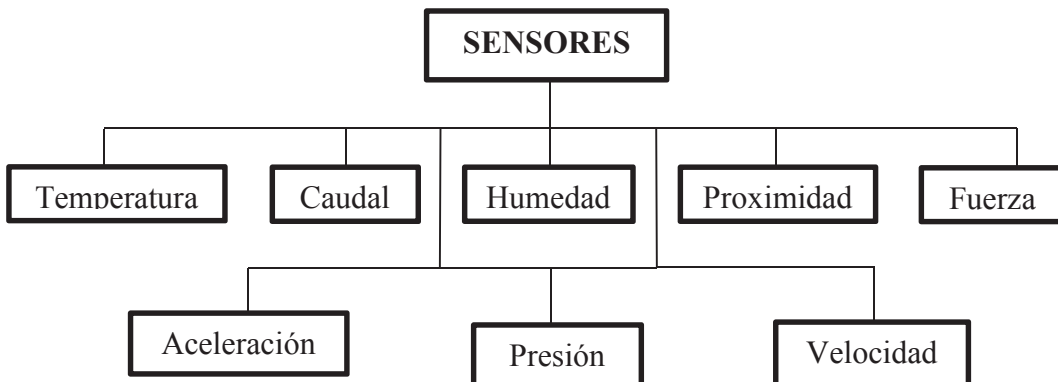 SENSORES
Temperatura
Caudal
Humedad
Proximidad
Fuerza
Aceleración
Presión
Velocidad